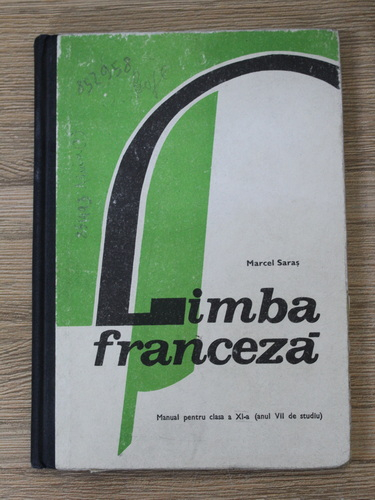 Marcel Saraș
Limba
franceză
Manual pentru clasa a XI-a (anul VII de studiu)